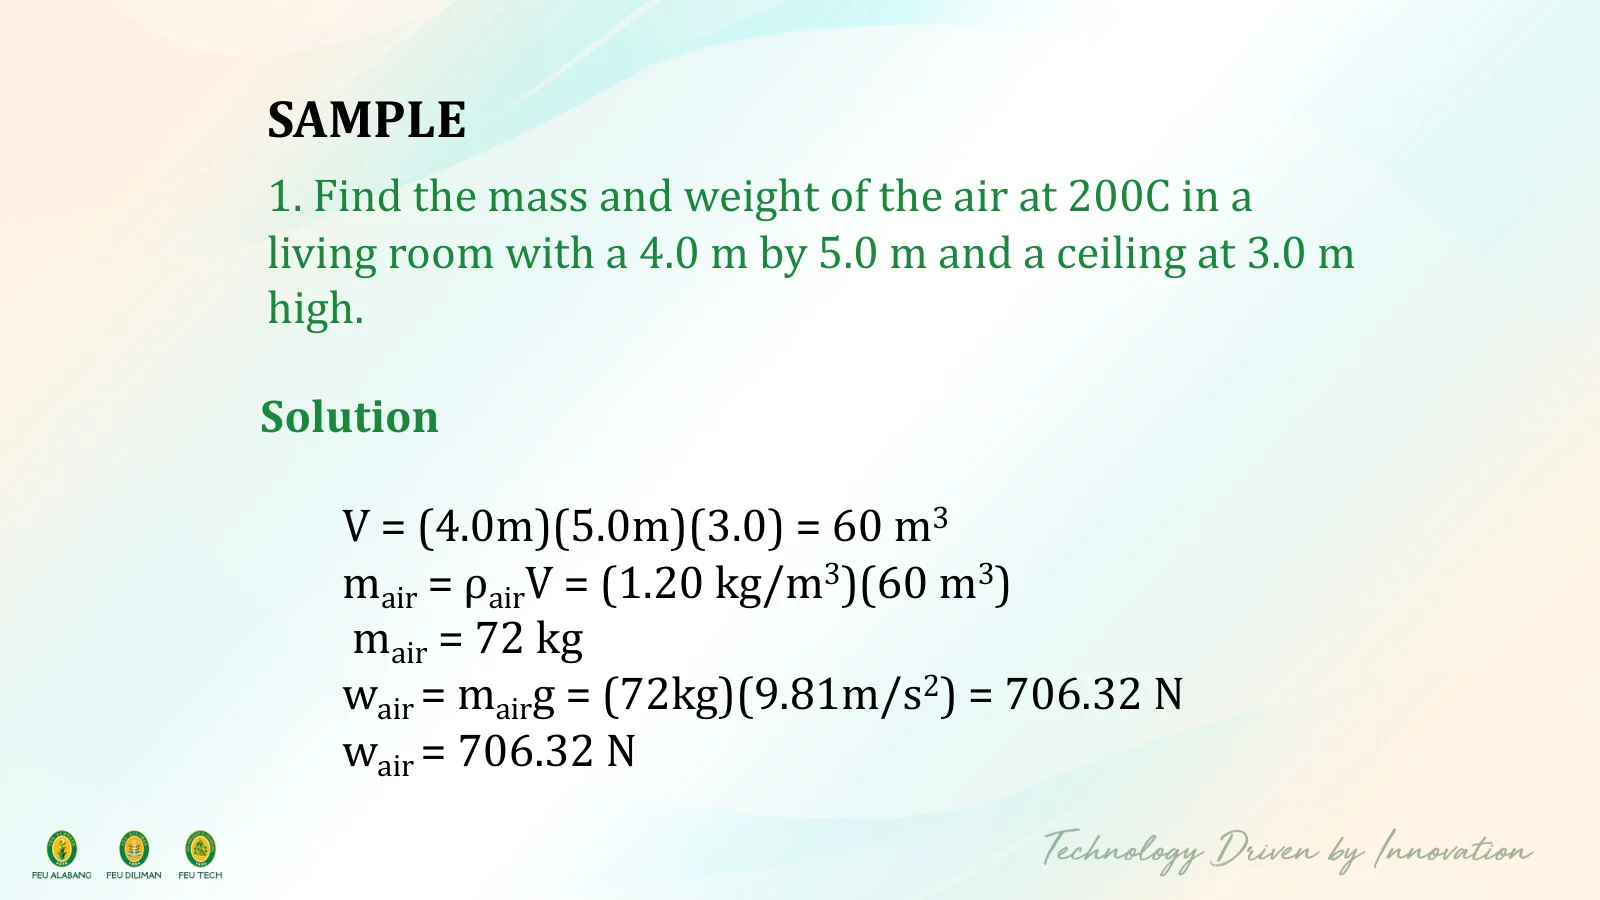 SAMPLE
1. Find the mass and weight of the air at 200C in a
living room with a 4.0 m by 5.0 m and a ceiling at 3.0 m
high.
Solution
V = (4.0m)(5.0m)(3.0) = 60 m³
mair = ρairV = (1.20 kg/m³)(60 m³)
mair = 72 kg
wair = mairg = (72kg)(9.81m/s²) = 706.32 N
wair = 706.32 N
FEU ALABANG FEU DILIMAN FEU TECH
Technology Driven by Innovation